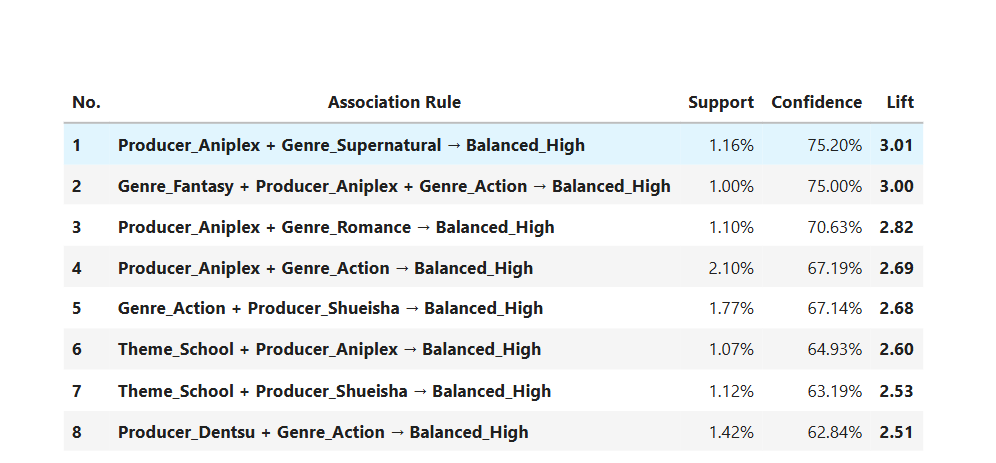 No. Association Rule Support Confidence Lift
1 Producer_Aniplex + Genre_Supernatural → Balanced_High 1.16% 75.20% 3.01
2 Genre_Fantasy + Producer_Aniplex + Genre_Action → Balanced_High 1.00% 75.00% 3.00
3 Producer_Aniplex + Genre_Romance → Balanced_High 1.10% 70.63% 2.82
4 Producer_Aniplex + Genre_Action → Balanced_High 2.10% 67.19% 2.69
5 Genre_Action + Producer_Shueisha → Balanced_High 1.77% 67.14% 2.68
6 Theme_School + Producer_Aniplex → Balanced_High 1.07% 64.93% 2.60
7 Theme_School + Producer_Shueisha → Balanced_High 1.12% 63.19% 2.53
8 Producer_Dentsu + Genre_Action → Balanced_High 1.42% 62.84% 2.51